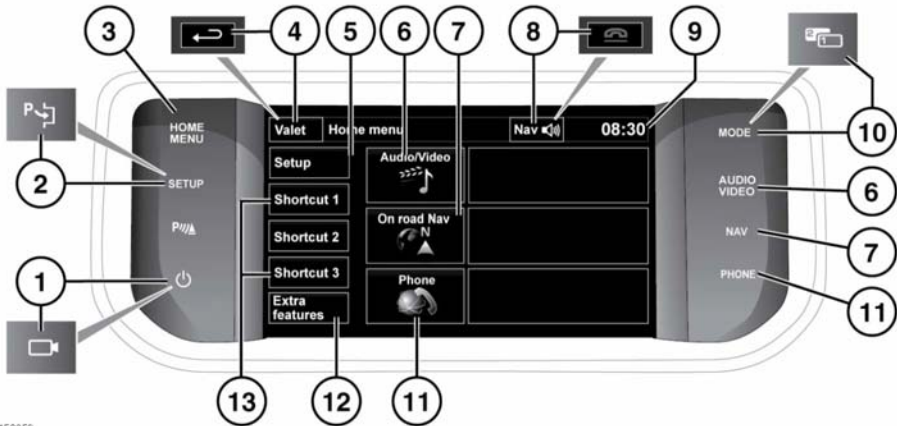 3
4
5
6
7
8
9
2
1
HOME
MENU
Valet
Home menu
Nav
08:30
MODE
10
P
2
SETUP
Setup
Audio/Video
AUDIO
VIDEO
6
Shortcut 1
P
On road Nav
N
NAV
7
Shortcut 2
1
Shortcut 3
Phone
PHONE
11
Extra
features
13
12
11